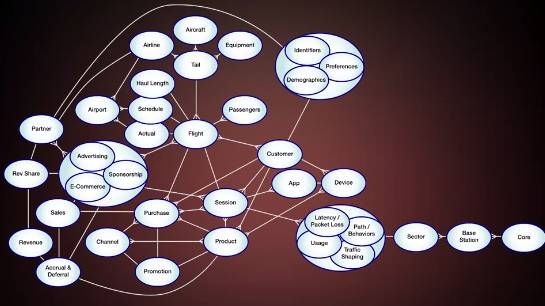 Aircraft
Airline
Equipment
Identifiers
Tail
Preferences
Demographics
Haul Length
Airport
Schedule
Passengers
Partner
Actual
Flight
Advertising
Customer
Rev Share
Sponsorship
E-Commerce
App
Device
Sales
Purchase
Session
Latency /
Packet Loss
Path /
Behaviors
Revenue
Channel
Product
Usage
Traffic
Shaping
Sector
Base
Station
Core
Accrual &
Deferral
Promotion